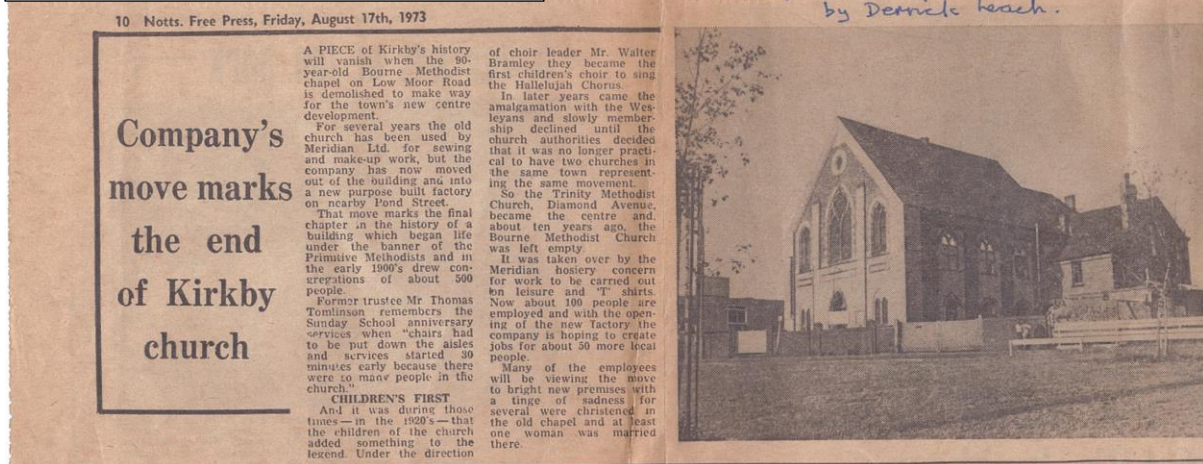 10 Notts. Free Press, Friday, August 17th, 1973
by Derrick Leach.
Company's
move marks
the end
of Kirkby
church
A PIECE of Kirkby's history
will vanish when the 90-
year-old Bourne Methodist
chapel on Low Moor Road
is demolished to make way
for the town's new centre
development.
For several years the old
church has been used by
Meridian Ltd. for sewing
and make-up work, but the
company has now moved
out of the building and into
a new purpose built factory
on nearby Pond Street.
That move marks the final
chapter in the history of a
building which began life
under the banner of the
Primitive Methodists and in
the early 1900's drew con-
gregations of about 500
people.
Former trustee Mr. Thomas
Tomlinson remembers the
Sunday School anniversary
services when "chairs had
to be put down the aisles
and services started 30
minutes early because there
were so many people in the
church."
CHILDREN'S FIRST
And it was during those
times — in the 1920's — that
the children of the church
added something to the
legend. Under the direction
of choir leader Mr. Walter
Bramley they became the
first children's choir to sing
the Hallelujah Chorus.
In later years came the
amalgamation with the Wes-
leyans and slowly member-
ship declined until the
church authorities decided
that it was no longer practi-
cal to have two churches in
the same town represent-
ing the same movement.
So the Trinity Methodist
Church, Diamond Avenue,
became the centre and,
about ten years ago, the
Bourne Methodist Church
was left empty.
It was taken over by the
Meridian hosiery concern
for work to be carried out
on leisure and 'T' shirts.
Now about 100 people are
employed and with the open-
ing of the new factory the
company is hoping to create
jobs for about 50 more local
people.
Many of the employees
will be viewing the move
to bright new premises with
a tinge of sadness for
several were christened in
the old chapel and at least
one woman was married
there.